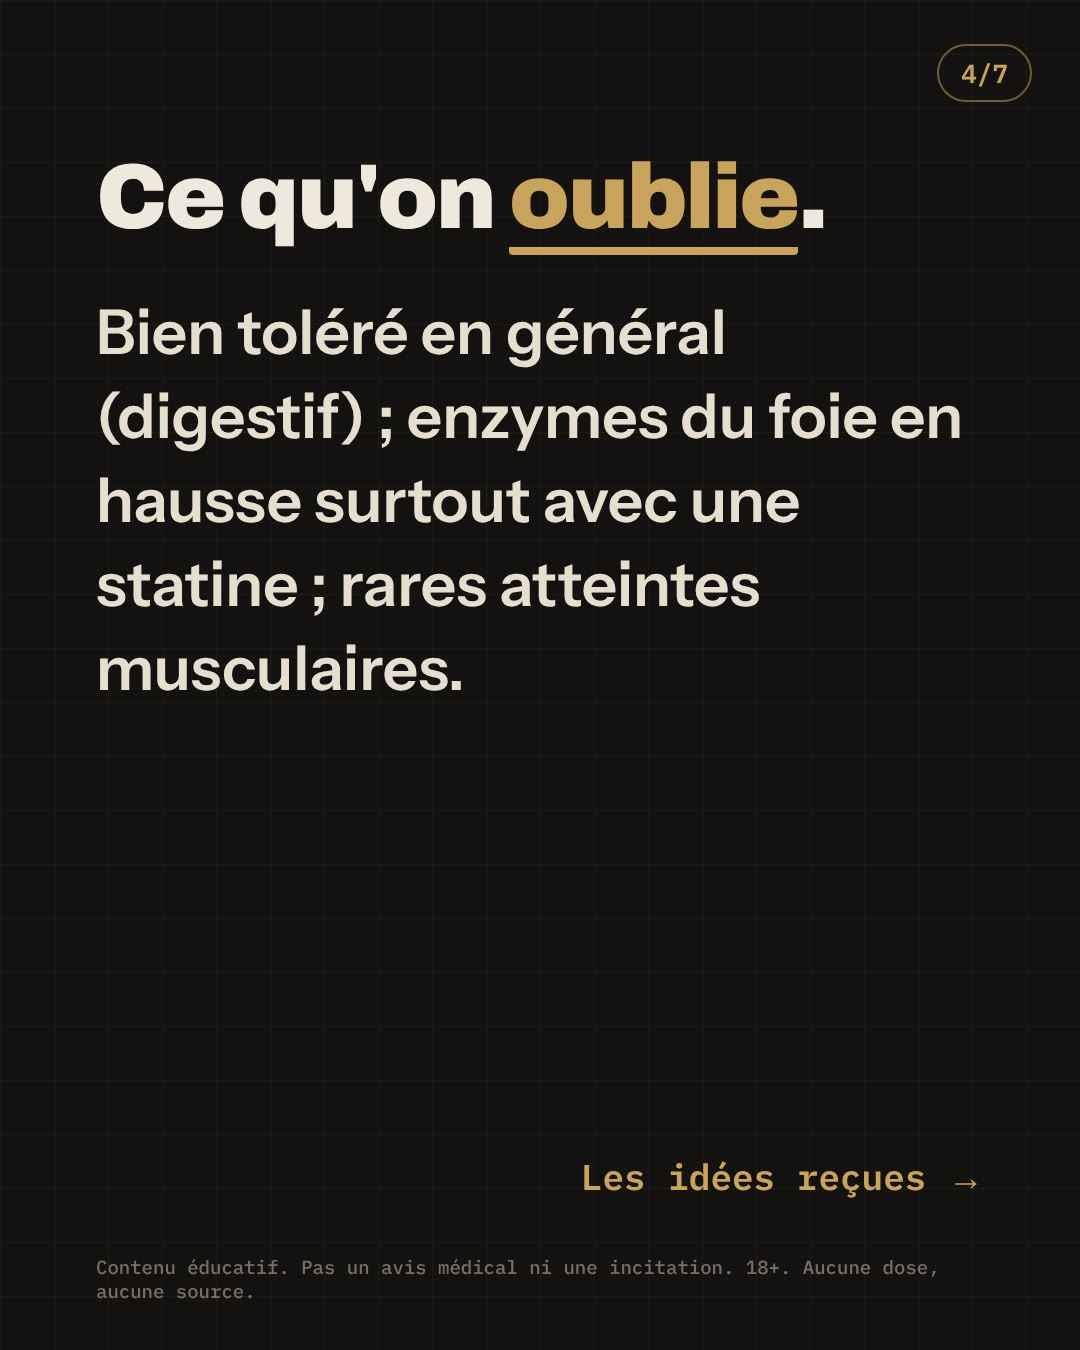 4/7
Ce qu'on oublie.
Bien toléré en général
(digestif) ; enzymes du foie en
hausse surtout avec une
statine ; rares atteintes
musculaires.
Les idées reçues →
Contenu éducatif. Pas un avis médical ni une incitation. 18+. Aucune dose,
aucune source.